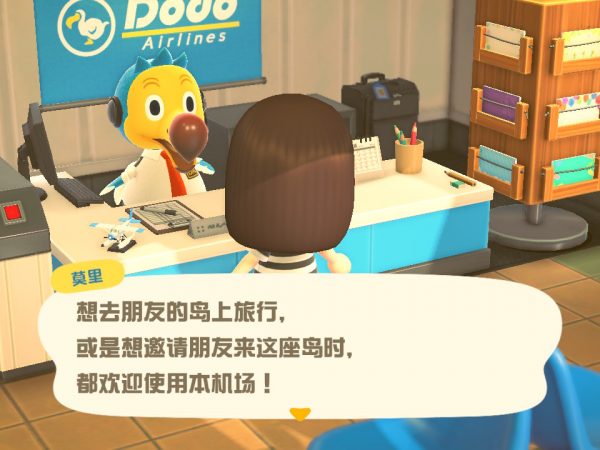 Dodo
Airlines
莫里
想去朋友的岛上旅行,
或是想邀请朋友来这座岛时,
都欢迎使用本机场！